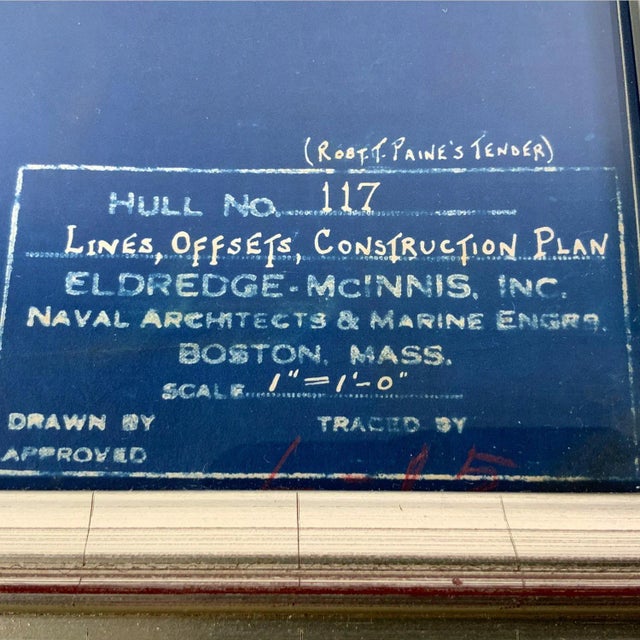 (ROBT. T. PAINE'S TENDER)
HULL NO. 117
LINES, OFFSETS, CONSTRUCTION PLAN
ELDREDGE-McINNIS, INC.
NAVAL ARCHITECTS & MARINE ENGRS.
BOSTON, MASS.
SCALE 1" = 1'-0"
DRAWN BY TRACED BY
APPROVED